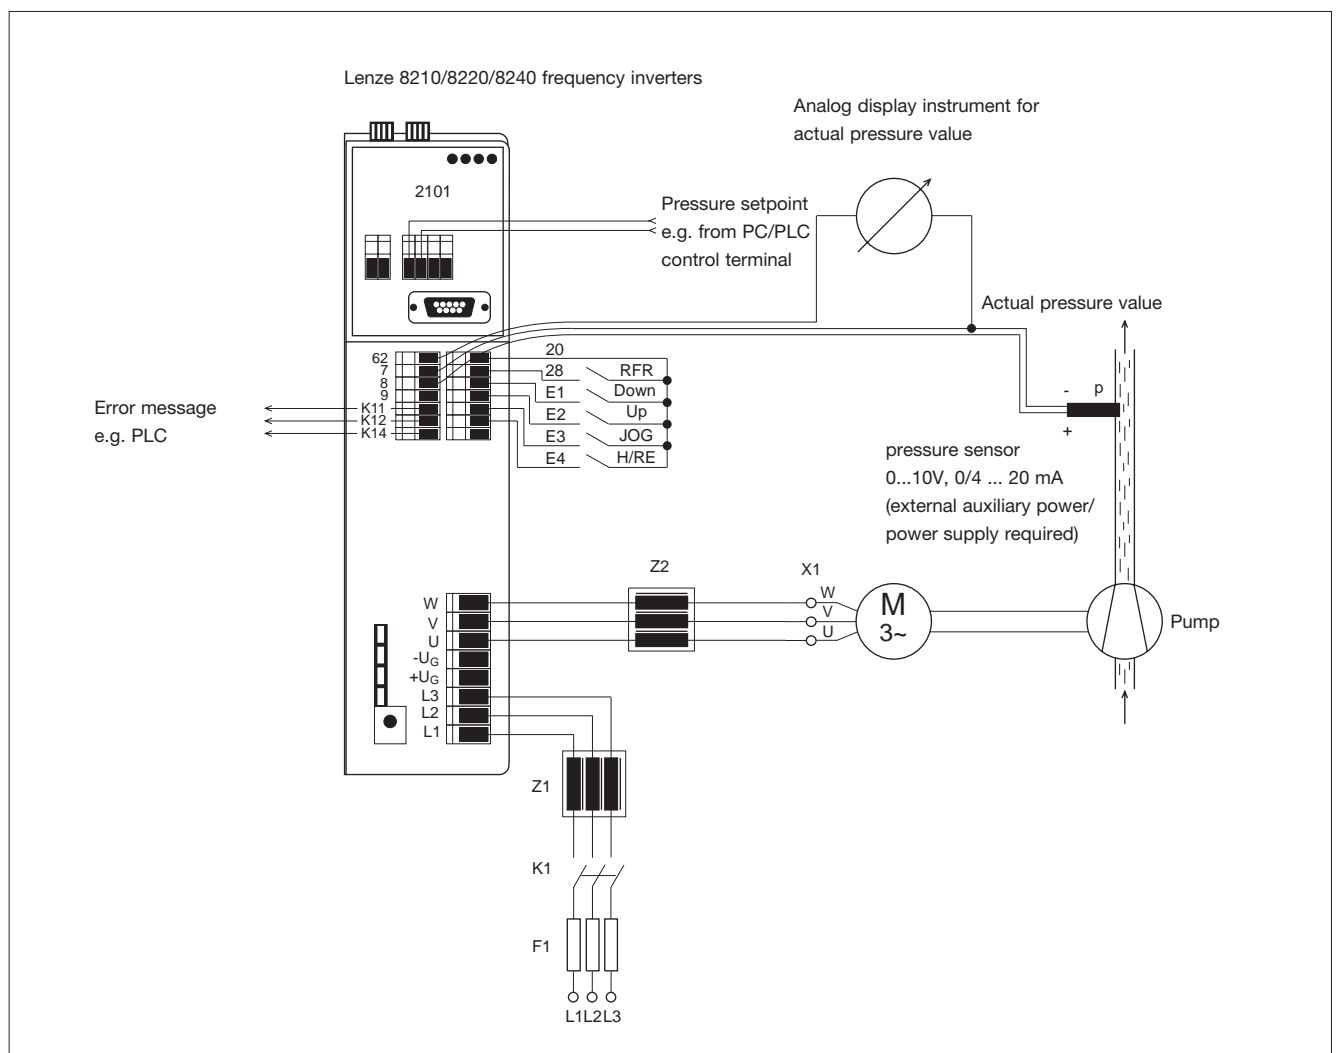 Lenze 8210/8220/8240 frequency inverters
Analog display instrument for
actual pressure value
2101
Pressure setpoint
e.g. from PC/PLC
control terminal
Actual pressure value
62
7
8
9
K11
K12
K14
20
28
E1
E2
E3
E4
RFR
Down
Up
JOG
H/RE
Error message
e.g. PLC
- p
+
pressure sensor
0...10V, 0/4 ... 20 mA
(external auxiliary power/
power supply required)
Z2
X1
W
V
U
M
3~
Pump
W
V
U
-UG
+UG
L3
L2
L1
Z1
K1
F1
L1L2L3